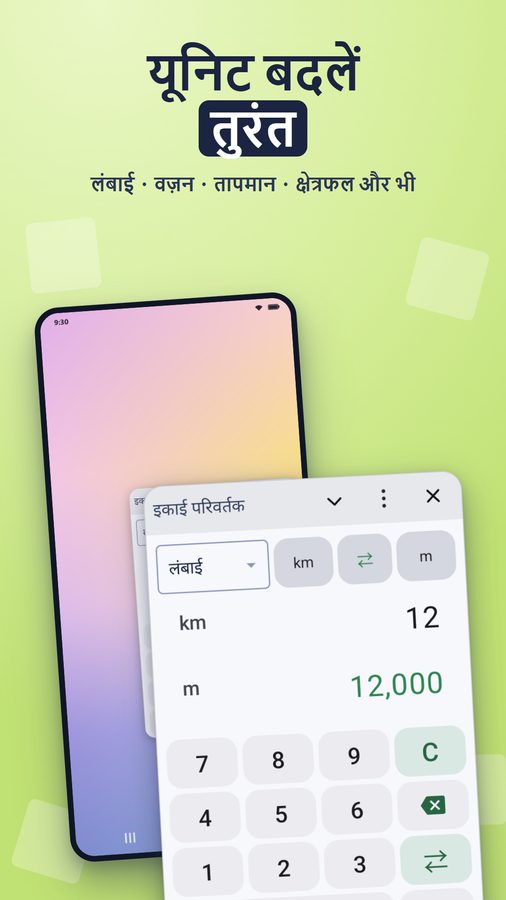 यूनिट बदलें
तुरंत
लंबाई · वज़न · तापमान · क्षेत्रफल और भी
9:30
इकाई परिवर्तक
लंबाई km m
km 12
m 12,000
7 8 9 C
4 5 6
1 2 3